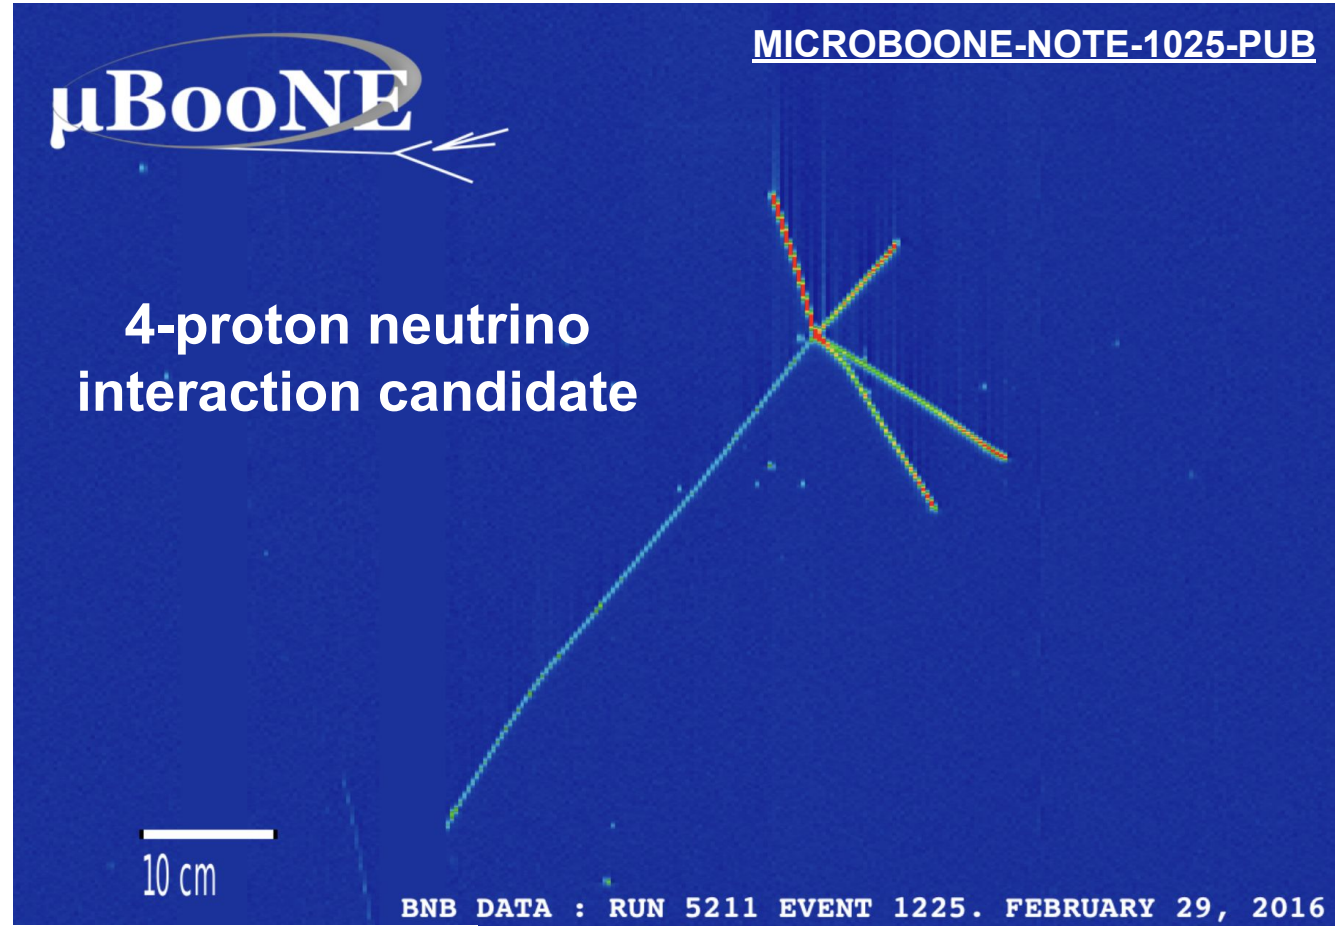 MICROBOONE-NOTE-1025-PUB
µBooNE
4-proton neutrino
interaction candidate
10 cm
BNB DATA : RUN 5211 EVENT 1225. FEBRUARY 29, 2016